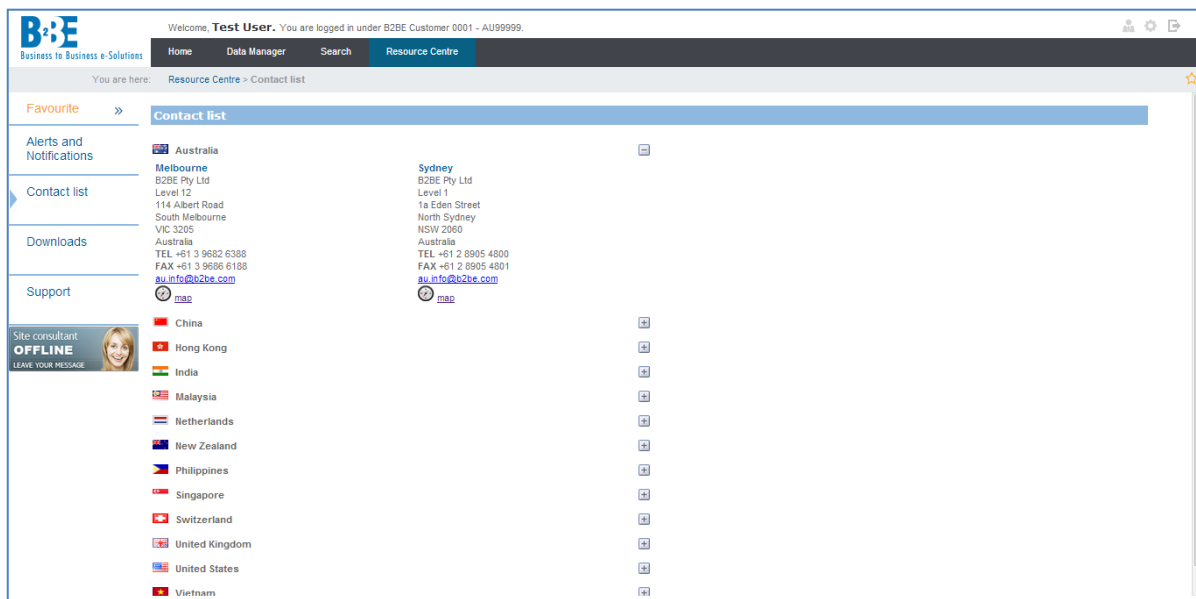 B2BE
Business to Business e-Solutions
Welcome, Test User. You are logged in under B2BE Customer 0001 - AU99999.
Home Data Manager Search Resource Centre
You are here: Resource Centre > Contact list
Favourite »
Alerts and
Notifications
Contact list
Downloads
Support
Site consultant
OFFLINE
LEAVE YOUR MESSAGE
Contact list
Australia
Melbourne
B2BE Pty Ltd
Level 12
114 Albert Road
South Melbourne
VIC 3205
Australia
TEL +61 3 9682 6388
FAX +61 3 9686 6188
au.info@b2be.com
map
Sydney
B2BE Pty Ltd
Level 1
1a Eden Street
North Sydney
NSW 2060
Australia
TEL +61 2 8905 4800
FAX +61 2 8905 4801
au.info@b2be.com
map
China
Hong Kong
India
Malaysia
Netherlands
New Zealand
Philippines
Singapore
Switzerland
United Kingdom
United States
Vietnam